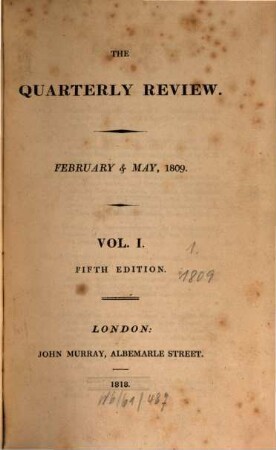 THE
QUARTERLY REVIEW.
FEBRUARY & MAY, 1809.
VOL. I.
1.
FIFTH EDITION.
1809
LONDON:
JOHN MURRAY, ALBEMARLE STREET.
1818.